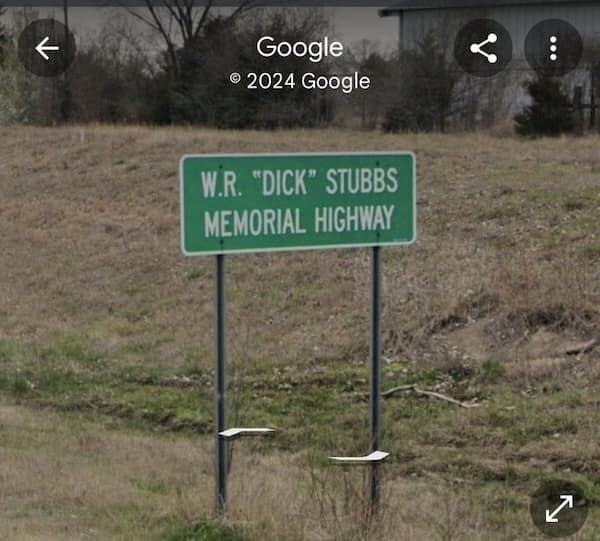 Google
© 2024 Google
W.R. "DICK" STUBBS
MEMORIAL HIGHWAY